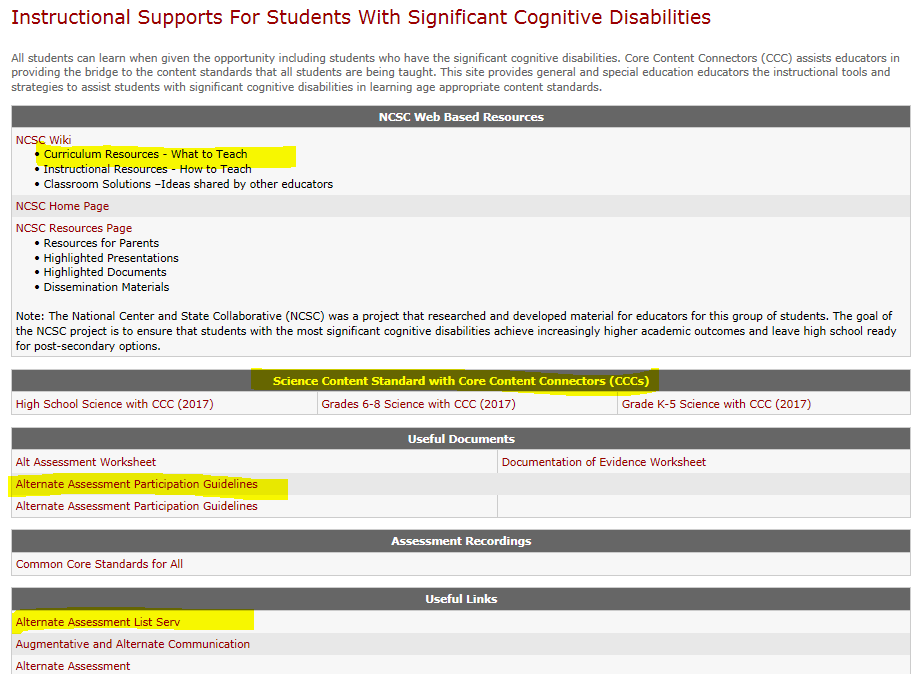 Instructional Supports For Students With Significant Cognitive Disabilities
All students can learn when given the opportunity including students who have the significant cognitive disabilities. Core Content Connectors (CCC) assists educators in
providing the bridge to the content standards that all students are being taught. This site provides general and special education educators the instructional tools and
strategies to assist students with significant cognitive disabilities in learning age appropriate content standards.
NCSC Web Based Resources
NCSC Wiki
• Curriculum Resources - What to Teach
• Instructional Resources - How to Teach
• Classroom Solutions –Ideas shared by other educators
NCSC Home Page
NCSC Resources Page
• Resources for Parents
• Highlighted Presentations
• Highlighted Documents
• Dissemination Materials
Note: The National Center and State Collaborative (NCSC) was a project that researched and developed material for educators for this group of students. The goal of
the NCSC project is to ensure that students with the most significant cognitive disabilities achieve increasingly higher academic outcomes and leave high school ready
for post-secondary options.
Science Content Standard with Core Content Connectors (CCCs)
High School Science with CCC (2017) Grades 6-8 Science with CCC (2017) Grade K-5 Science with CCC (2017)
Useful Documents
Alt Assessment Worksheet Documentation of Evidence Worksheet
Alternate Assessment Participation Guidelines
Alternate Assessment Participation Guidelines
Assessment Recordings
Common Core Standards for All
Useful Links
Alternate Assessment List Serv
Augmentative and Alternate Communication
Alternate Assessment